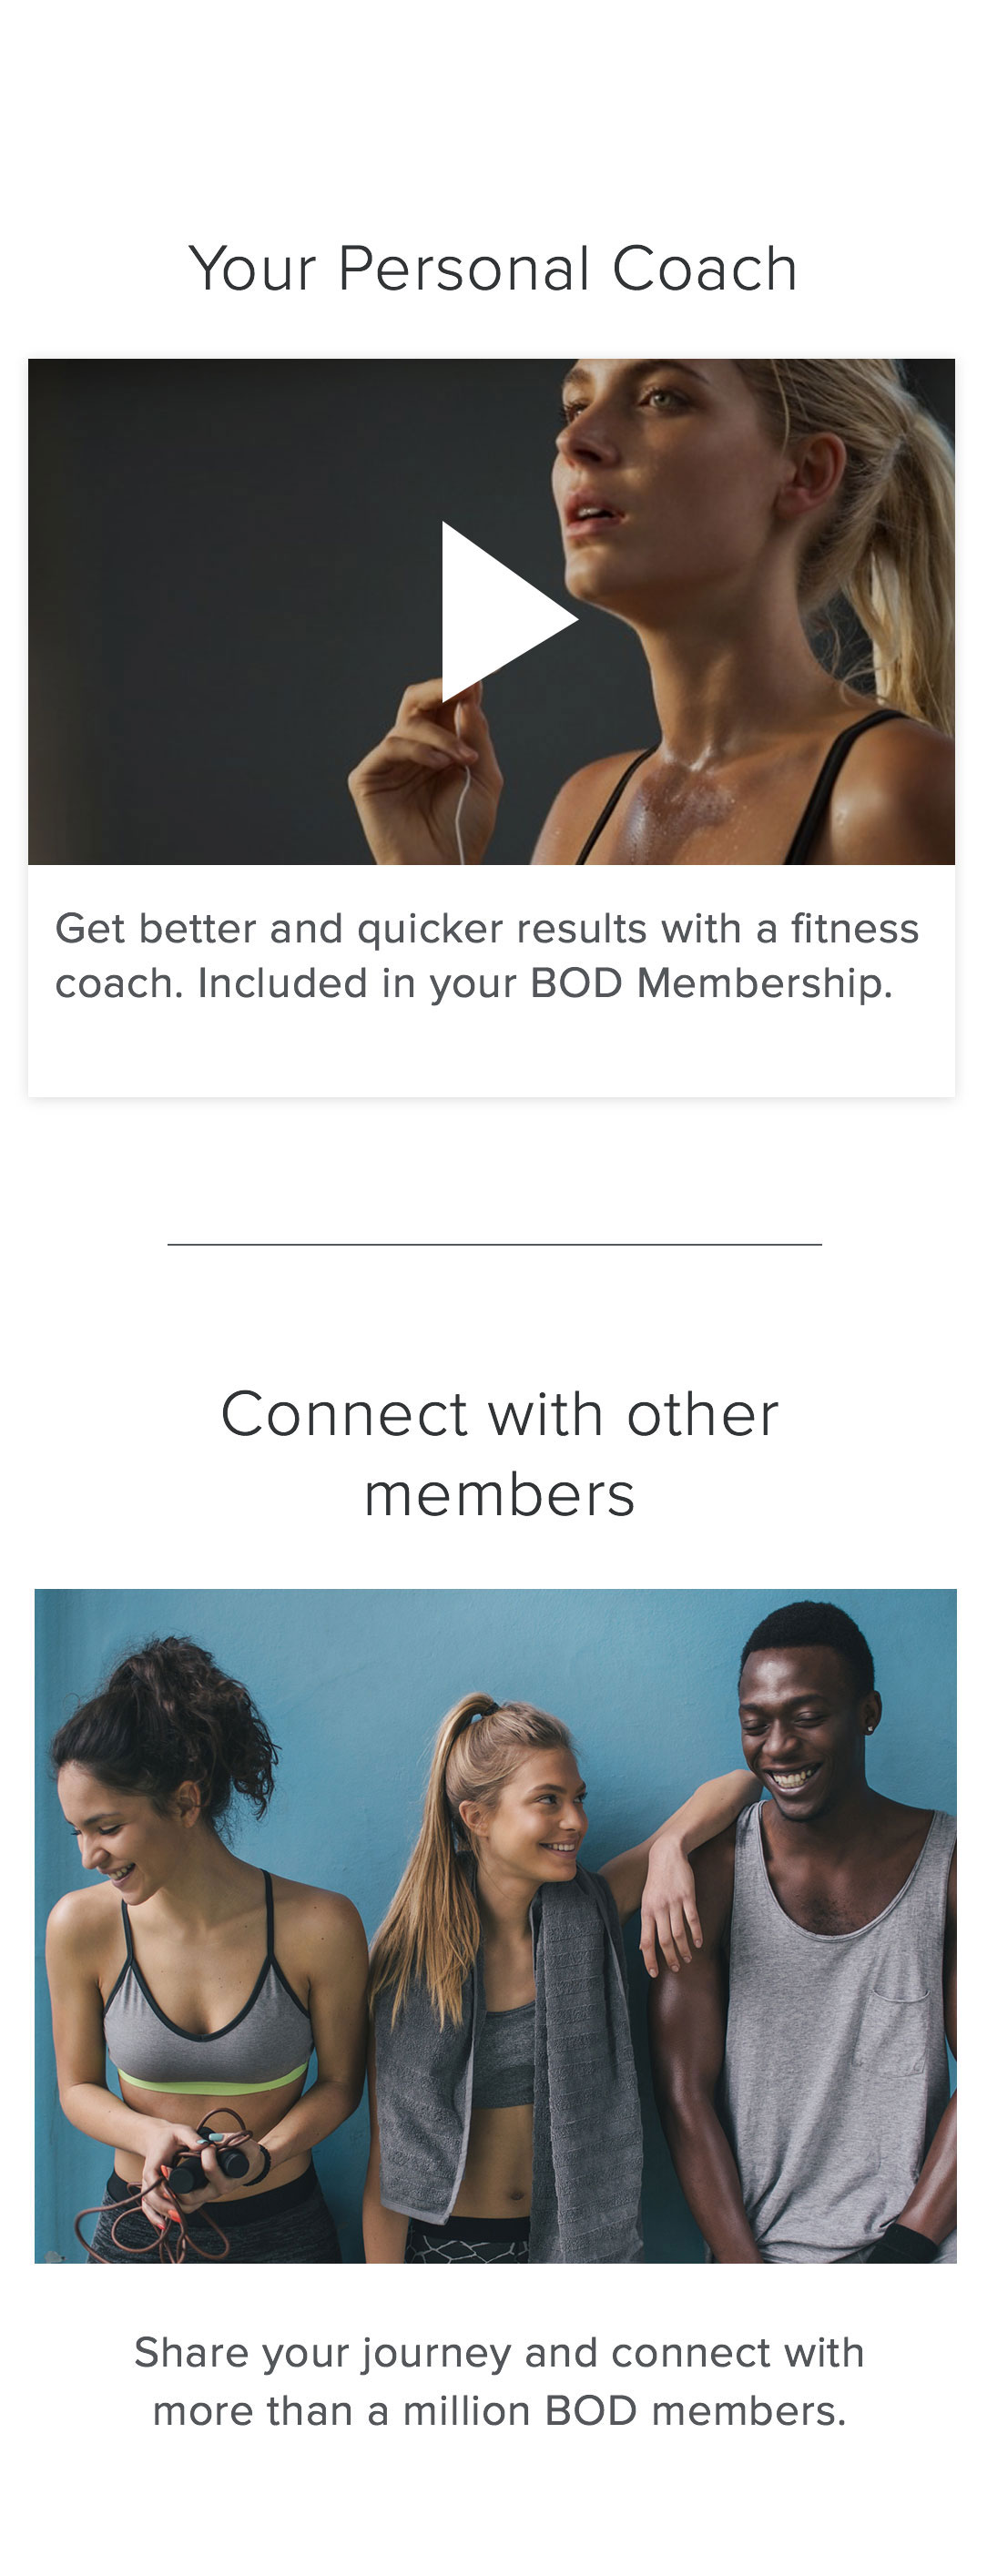 Your Personal Coach
Get better and quicker results with a fitness
coach. Included in your BOD Membership.
Connect with other
members
Share your journey and connect with
more than a million BOD members.